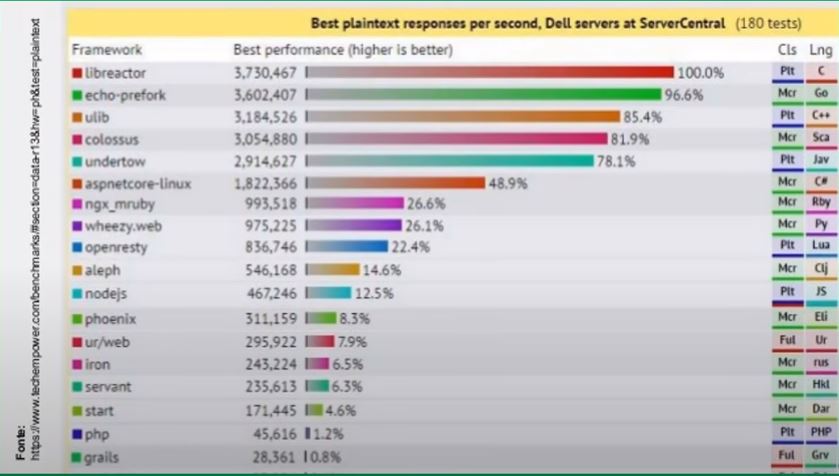 Best plaintext responses per second, Dell servers at ServerCentral (180 tests)
Framework Best performance (higher is better) Cls Lng
libreactor 3,730,467 100.0% Plt C
echo-prefork 3,602,407 96.6% Mcr Go
ulib 3,184,526 85.4% Plt C++
colossus 3,054,880 81.9% Mcr Sca
undertow 2,914,627 78.1% Plt Jav
aspnetcore-linux 1,822,366 48.9% Mcr C#
ngx_mruby 993,518 26.6% Mcr Rby
wheezy.web 975,225 26.1% Mcr Py
openresty 836,746 22.4% Plt Lua
aleph 546,168 14.6% Mcr Clj
nodejs 467,246 12.5% Plt JS
phoenix 311,159 8.3% Mcr Eli
ur/web 295,922 7.9% Ful Ur
iron 243,224 6.5% Mcr rus
servant 235,613 6.3% Mcr Hkl
start 171,445 4.6% Mcr Dar
php 45,616 1.2% Plt PHP
grails 28,361 0.8% Ful Grv
Fonte:
https://www.techempower.com/benchmarks/#section=data-r13&hw=ph&test=plaintext